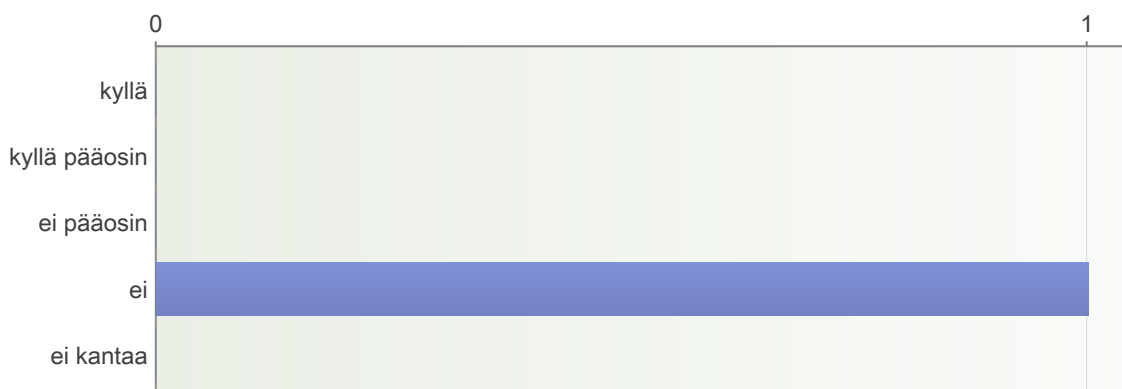 0 1
kyllä
kyllä pääosin
ei pääosin
ei
ei kantaa